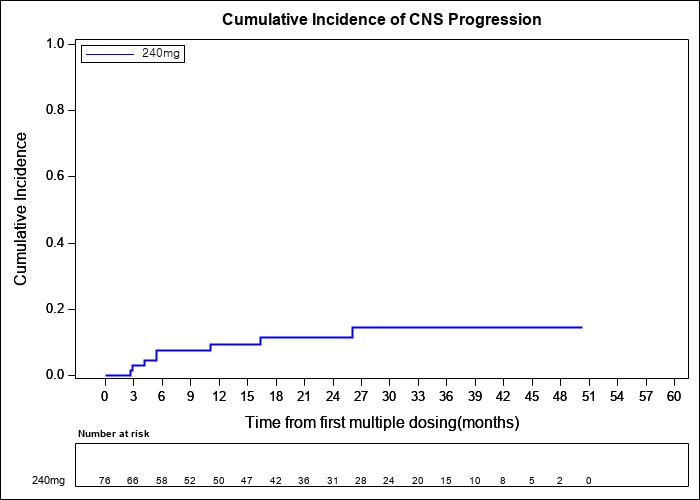 Cumulative Incidence of CNS Progression
240mg
1.0
0.8
0.6
0.4
0.2
0.0
Cumulative Incidence
0 3 6 9 12 15 18 21 24 27 30 33 36 39 42 45 48 51 54 57 60
Time from first multiple dosing(months)
Number at risk
240mg 76 66 58 52 50 47 42 36 31 28 24 20 15 10 8 5 2 0